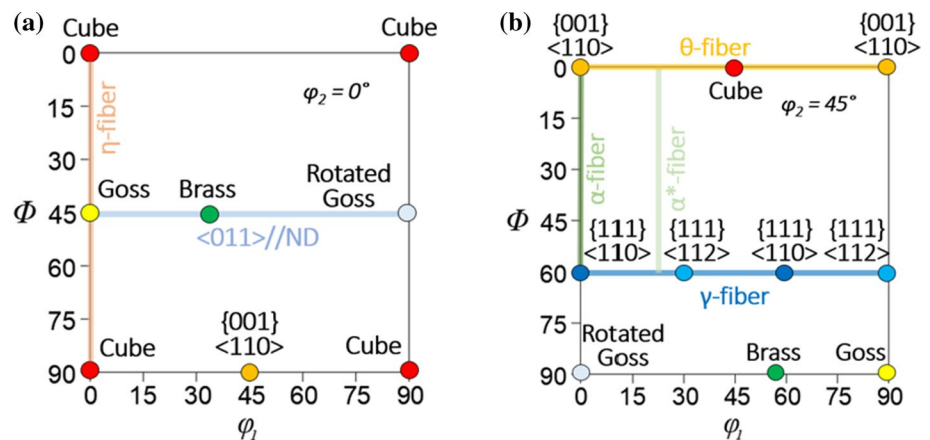 (a)
Cube
Cube
0
15
30
45
60
75
90
Φ
η-fiber
φ2 = 0°
Goss
Brass
Rotated
Goss
<011>//ND
{001}
<110>
Cube
Cube
0
15
30
45
60
75
90
φ1
(b)
{001}
<110>
θ-fiber
{001}
<110>
0
15
30
45
60
75
90
Φ
Cube
φ2 = 45°
α-fiber
α*-fiber
{111}
<110>
{111}
<112>
{111}
<110>
{111}
<112>
γ-fiber
Rotated
Goss
Brass
Goss
0
15
30
45
60
75
90
φ1